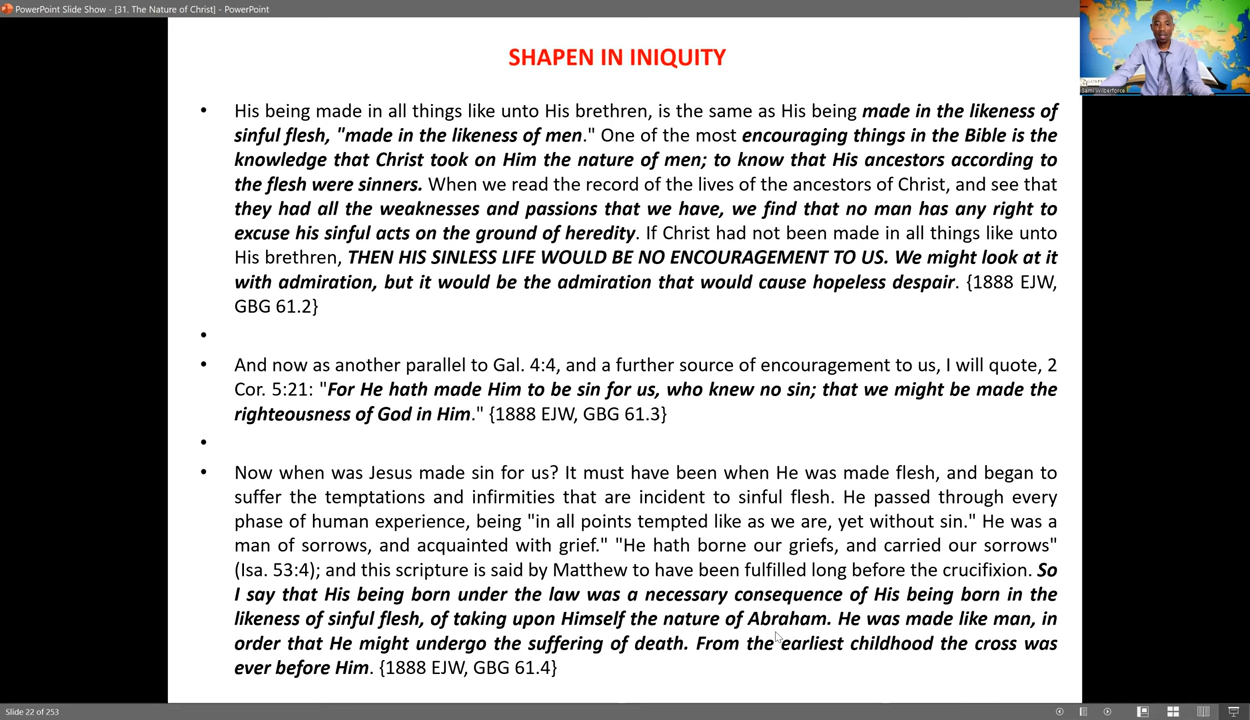 PowerPoint Slide Show - [31. The Nature of Christ] - PowerPoint
SHAPEN IN INIQUITY
• His being made in all things like unto His brethren, is the same as His being made in the likeness of
sinful flesh, "made in the likeness of men." One of the most encouraging things in the Bible is the
knowledge that Christ took on Him the nature of men; to know that His ancestors according to
the flesh were sinners. When we read the record of the lives of the ancestors of Christ, and see that
they had all the weaknesses and passions that we have, we find that no man has any right to
excuse his sinful acts on the ground of heredity. If Christ had not been made in all things like unto
His brethren, THEN HIS SINLESS LIFE WOULD BE NO ENCOURAGEMENT TO US. We might look at it
with admiration, but it would be the admiration that would cause hopeless despair. {1888 EJW,
GBG 61.2}
•
• And now as another parallel to Gal. 4:4, and a further source of encouragement to us, I will quote, 2
Cor. 5:21: "For He hath made Him to be sin for us, who knew no sin; that we might be made the
righteousness of God in Him." {1888 EJW, GBG 61.3}
•
• Now when was Jesus made sin for us? It must have been when He was made flesh, and began to
suffer the temptations and infirmities that are incident to sinful flesh. He passed through every
phase of human experience, being "in all points tempted like as we are, yet without sin." He was a
man of sorrows, and acquainted with grief." "He hath borne our griefs, and carried our sorrows"
(Isa. 53:4); and this scripture is said by Matthew to have been fulfilled long before the crucifixion. So
I say that His being born under the law was a necessary consequence of His being born in the
likeness of sinful flesh, of taking upon Himself the nature of Abraham. He was made like man, in
order that He might undergo the suffering of death. From the earliest childhood the cross was
ever before Him. {1888 EJW, GBG 61.4}
Sami Wilberforce
Slide 22 of 253